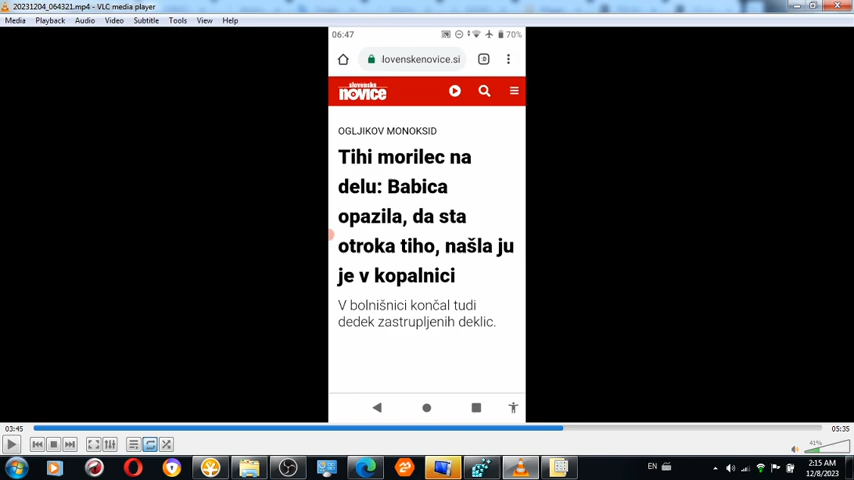 20231204_064321.mp4 - VLC media player
Media Playback Audio Video Subtitle Tools View Help
06:47
70%
lovenskenovice.si
slovenske
novice
OGLJIKOV MONOKSID
Tihi morilec na
delu: Babica
opazila, da sta
otroka tiho, našla ju
je v kopalnici
V bolnišnici končal tudi
dedek zastrupljenih deklic.
03:45
05:35
41%
EN
2:15 AM
12/8/2023